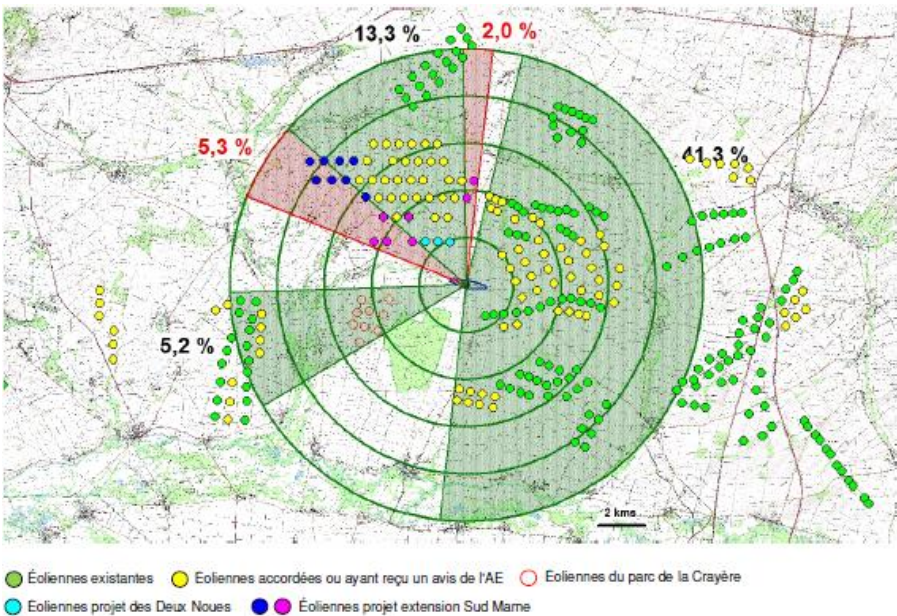 13,3 %
2,0 %
5,3 %
41,3 %
5,2 %
2 kms
Éoliennes existantes
Eoliennes accordées ou ayant reçu un avis de l'AE
Eoliennes du parc de la Crayère
Éoliennes projet des Deux Noues
Éoliennes projet extension Sud Marne